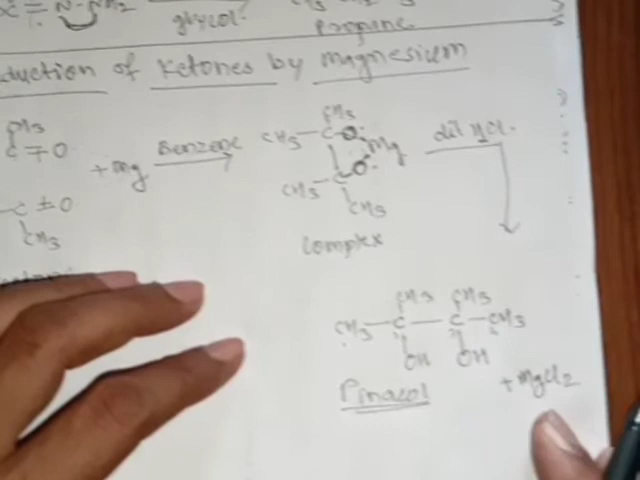 glycol propane
duction of ketones by magnesium
CH3 CH3
C=O + Mg Benzene CH3 - C - O Mg dil HCl.
C=O CH3 - C - O
CH3 CH3
complex
CH3 CH3
CH3 - C - C - CH3
OH OH
Pinacol + MgCl2